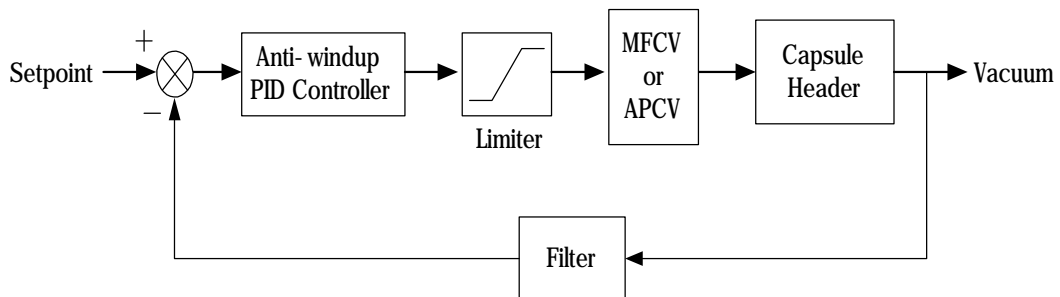 +
Setpoint
−
Anti- windup
PID Controller
Limiter
MFCV
or
APCV
Capsule
Header
Vacuum
Filter